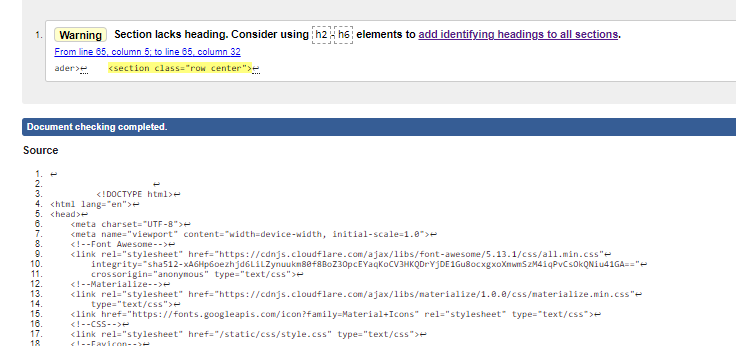 1. Warning Section lacks heading. Consider using h2-h6 elements to add identifying headings to all sections.
From line 65, column 5; to line 65, column 32
ader>↩ <section class="row center">↩
Document checking completed.
Source
1. ↩
2. ↩
3. <!DOCTYPE html>↩
4. <html lang="en">↩
5. <head>↩
6. <meta charset="UTF-8">↩
7. <meta name="viewport" content="width=device-width, initial-scale=1.0">↩
8. <!--Font Awesome-->↩
9. <link rel="stylesheet" href="https://cdnjs.cloudflare.com/ajax/libs/font-awesome/5.13.1/css/all.min.css"↩
10. integrity="sha512-xA6Hp6oezhjd6LiLZynuukm80f8BoZ3OpcEYaqKoCV3HKQDrYjDE1Gu8ocxgxoXmwmSzM4iqPvCsOkQNiu41GA=="↩
11. crossorigin="anonymous" type="text/css">↩
12. <!--Materialize-->↩
13. <link rel="stylesheet" href="https://cdnjs.cloudflare.com/ajax/libs/materialize/1.0.0/css/materialize.min.css"↩
14. type="text/css">↩
15. <link href="https://fonts.googleapis.com/icon?family=Material+Icons" rel="stylesheet" type="text/css">↩
16. <!--CSS-->↩
17. <link rel="stylesheet" href="/static/css/style.css" type="text/css">↩
18. <!--Favicon-->↩